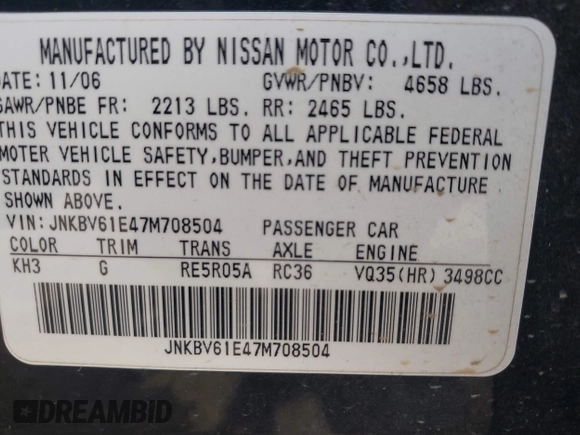 MANUFACTURED BY NISSAN MOTOR CO.,LTD.
DATE: 11/06 GVWR/PNBV: 4658 LBS.
GAWR/PNBE FR: 2213 LBS. RR: 2465 LBS.
THIS VEHICLE CONFORMS TO ALL APPLICABLE FEDERAL
MOTER VEHICLE SAFETY,BUMPER,AND THEFT PREVENTION
STANDARDS IN EFFECT ON THE DATE OF MANUFACTURE
SHOWN ABOVE.
VIN: JNKBV61E47M708504 PASSENGER CAR
COLOR TRIM TRANS AXLE ENGINE
KH3 G RE5R05A RC36 VQ35(HR) 3498CC
JNKBV61E47M708504
DREAMBID